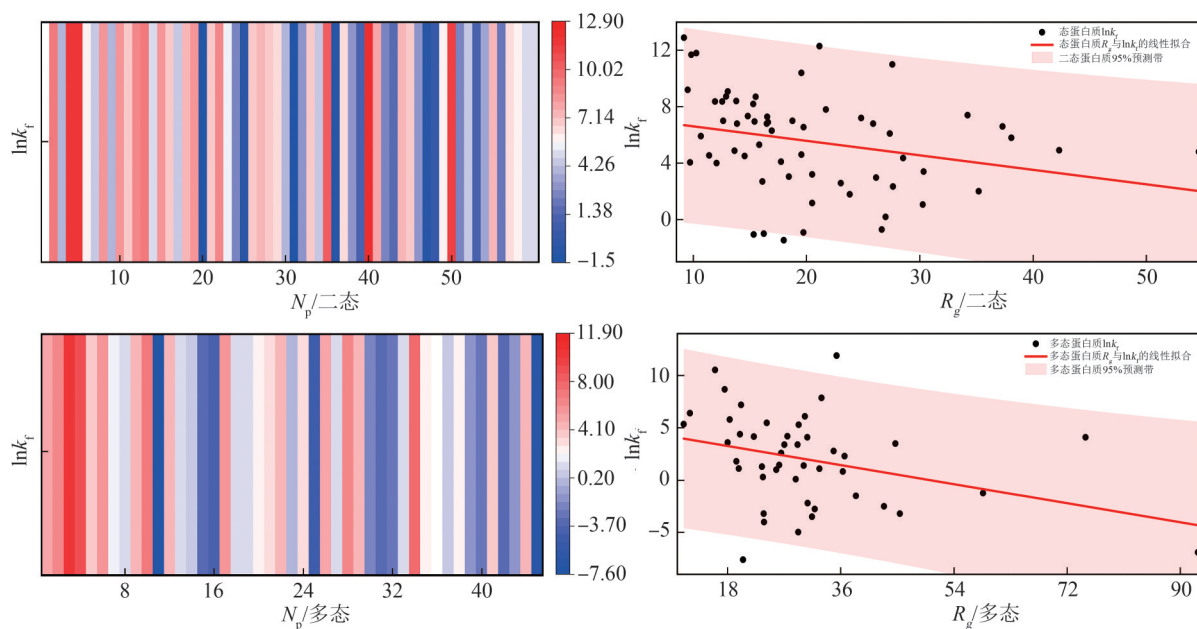 lnk_f
10
20
30
40
50
N_p/二态
12.90
10.02
7.14
4.26
1.38
−1.5
lnk_f
12
8
4
0
10
20
30
40
50
R_g/二态
态蛋白质lnk_f
态蛋白质R_g与lnk_f的线性拟合
二态蛋白质95%预测带
lnk_f
8
16
24
32
40
N_p/多态
11.90
8.00
4.10
0.20
−3.70
−7.60
lnk_f
10
5
0
−5
18
36
54
72
90
R_g/多态
多态蛋白质lnk_f
多态蛋白质R_g与lnk_f的线性拟合
多态蛋白质95%预测带